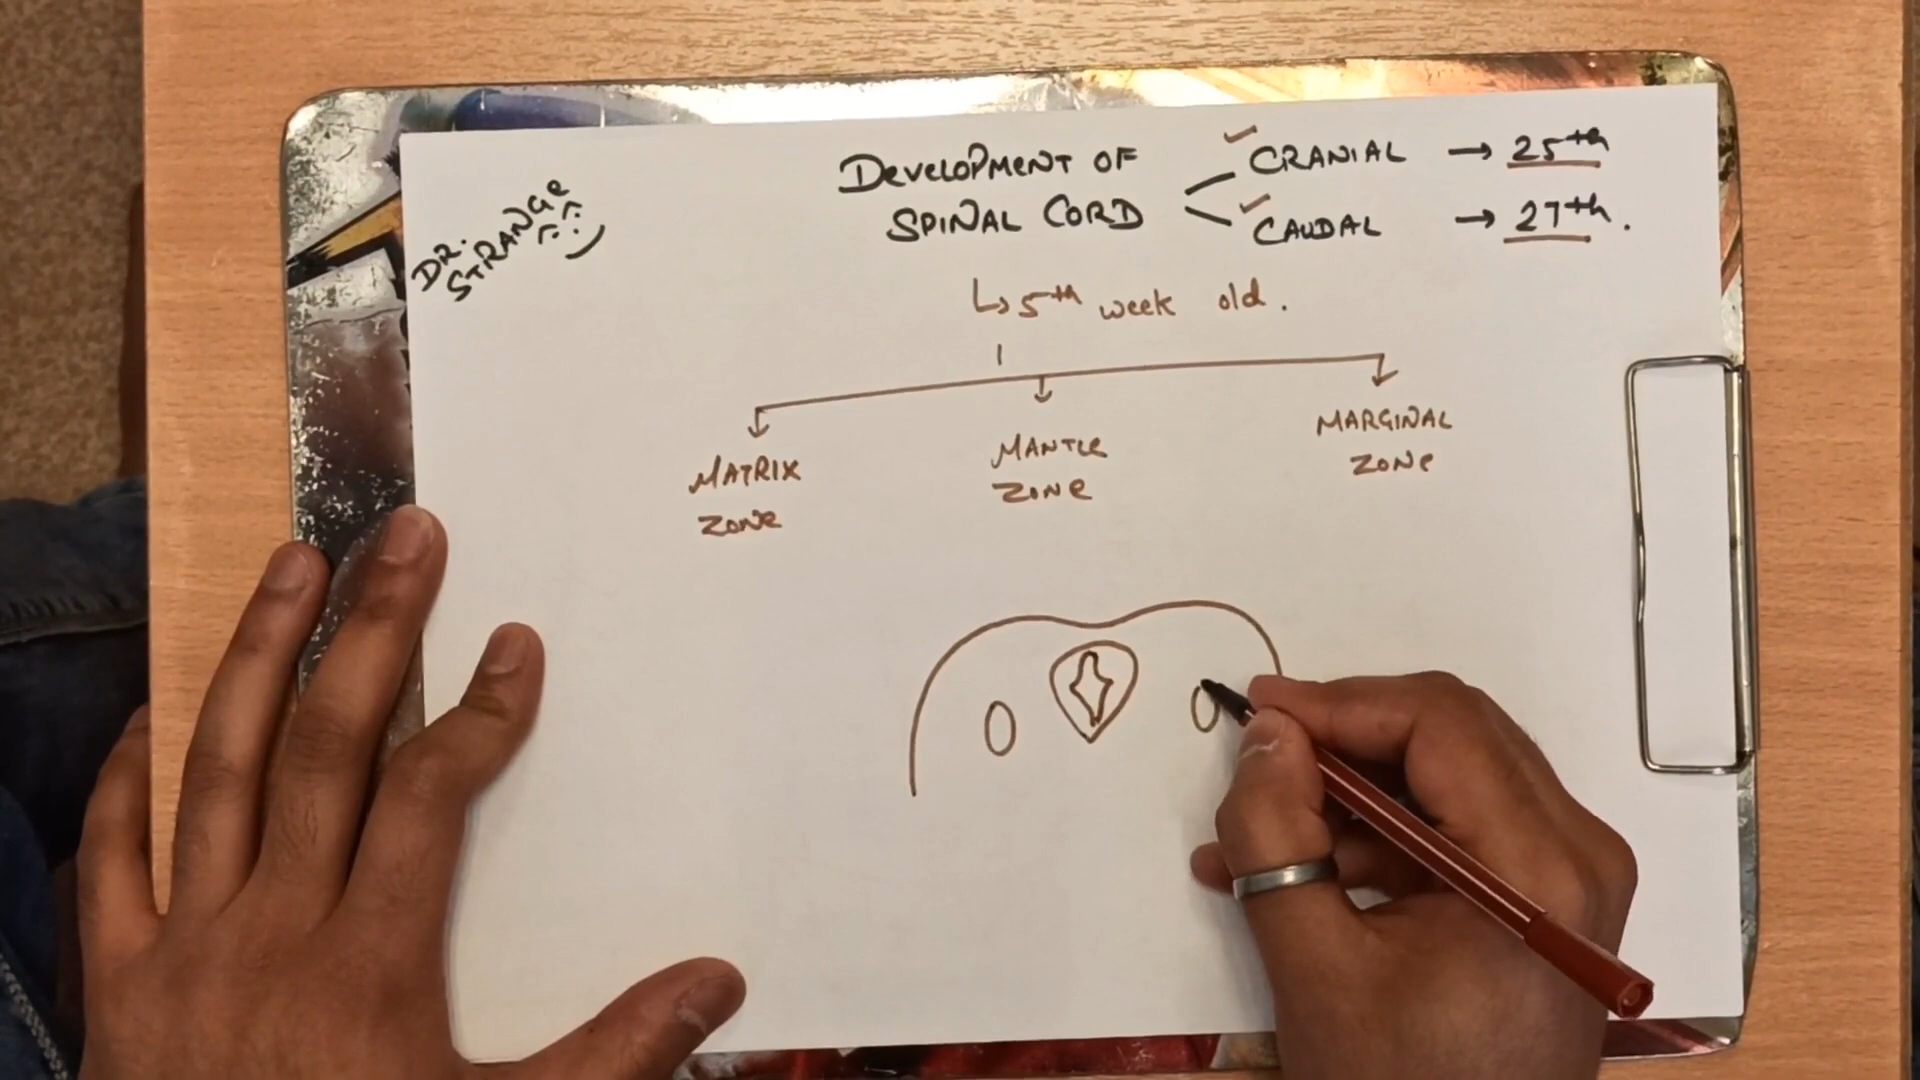 DR.
STRANGE
DEVELOPMENT OF
SPINAL CORD
CRANIAL → 25th
CAUDAL → 27th.
↳ 5th week old.
MATRIX
ZONE
MANTLE
ZONE
MARGINAL
ZONE